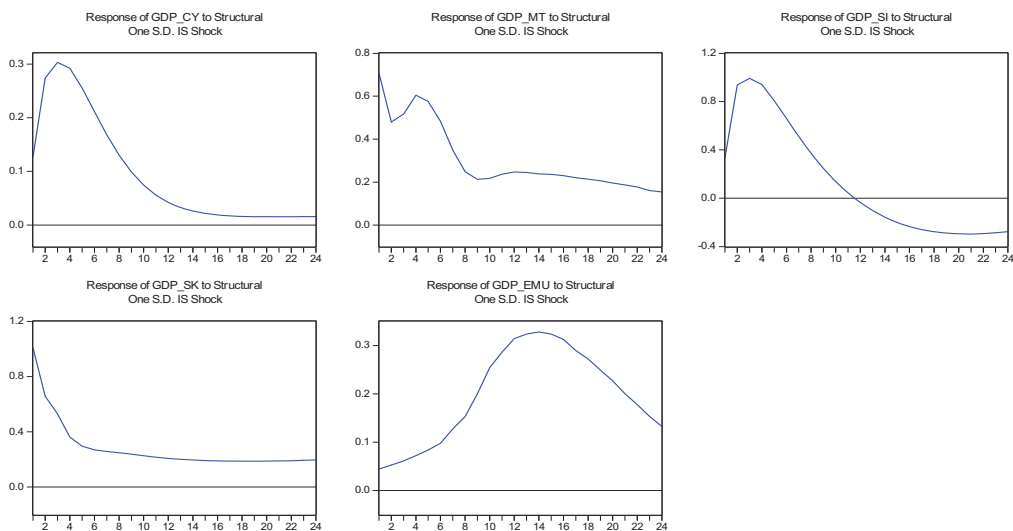 Response of GDP_CY to Structural
One S.D. IS Shock
0.3
0.2
0.1
0.0
2 4 6 8 10 12 14 16 18 20 22 24
Response of GDP_MT to Structural
One S.D. IS Shock
0.8
0.6
0.4
0.2
0.0
2 4 6 8 10 12 14 16 18 20 22 24
Response of GDP_SI to Structural
One S.D. IS Shock
1.2
0.8
0.4
0.0
-0.4
2 4 6 8 10 12 14 16 18 20 22 24
Response of GDP_SK to Structural
One S.D. IS Shock
1.2
0.8
0.4
0.0
2 4 6 8 10 12 14 16 18 20 22 24
Response of GDP_EMU to Structural
One S.D. IS Shock
0.3
0.2
0.1
0.0
2 4 6 8 10 12 14 16 18 20 22 24